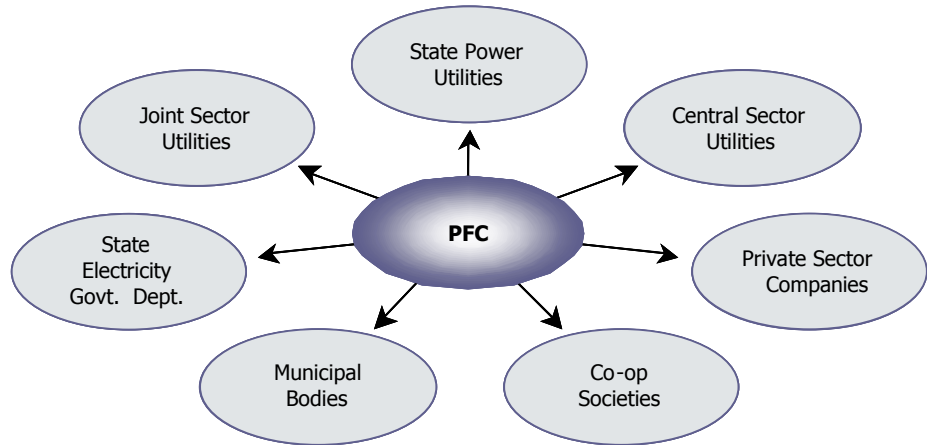 State Power
Utilities
Joint Sector
Utilities
Central Sector
Utilities
PFC
State
Electricity
Govt. Dept.
Private Sector
Companies
Municipal
Bodies
Co-op
Societies